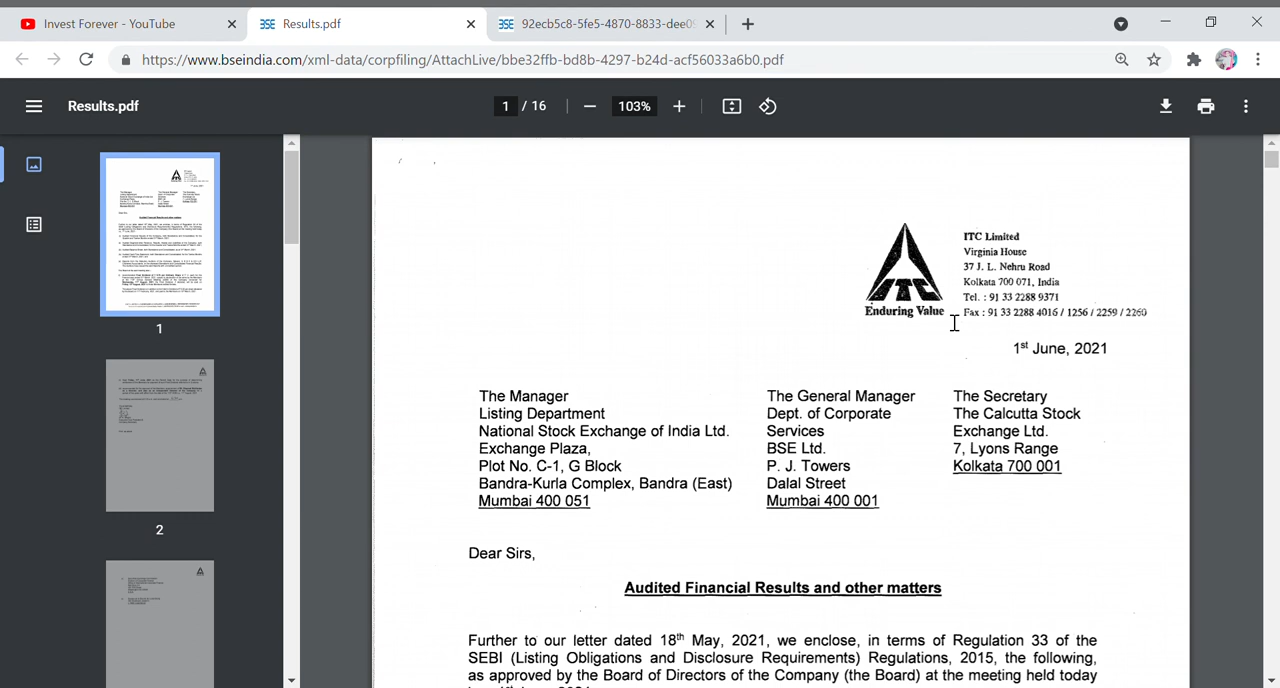 Invest Forever - YouTube
Results.pdf
92ecb5c8-5fe5-4870-8833-dee09
https://www.bseindia.com/xml-data/corpfiling/AttachLive/bbe32ffb-bd8b-4297-b24d-acf56033a6b0.pdf
Results.pdf
1 / 16
103%
1
2
ITC Limited
Virginia House
37 J. L. Nehru Road
Kolkata 700 071, India
Tel. : 91 33 2288 9371
Fax : 91 33 2288 4016 / 1256 / 2259 / 2260
ITC
Enduring Value
1st June, 2021
The Manager
Listing Department
National Stock Exchange of India Ltd.
Exchange Plaza,
Plot No. C-1, G Block
Bandra-Kurla Complex, Bandra (East)
Mumbai 400 051
The General Manager
Dept. of Corporate
Services
BSE Ltd.
P. J. Towers
Dalal Street
Mumbai 400 001
The Secretary
The Calcutta Stock
Exchange Ltd.
7, Lyons Range
Kolkata 700 001
Dear Sirs,
Audited Financial Results and other matters
Further to our letter dated 18th May, 2021, we enclose, in terms of Regulation 33 of the
SEBI (Listing Obligations and Disclosure Requirements) Regulations, 2015, the following,
as approved by the Board of Directors of the Company (the Board) at the meeting held today